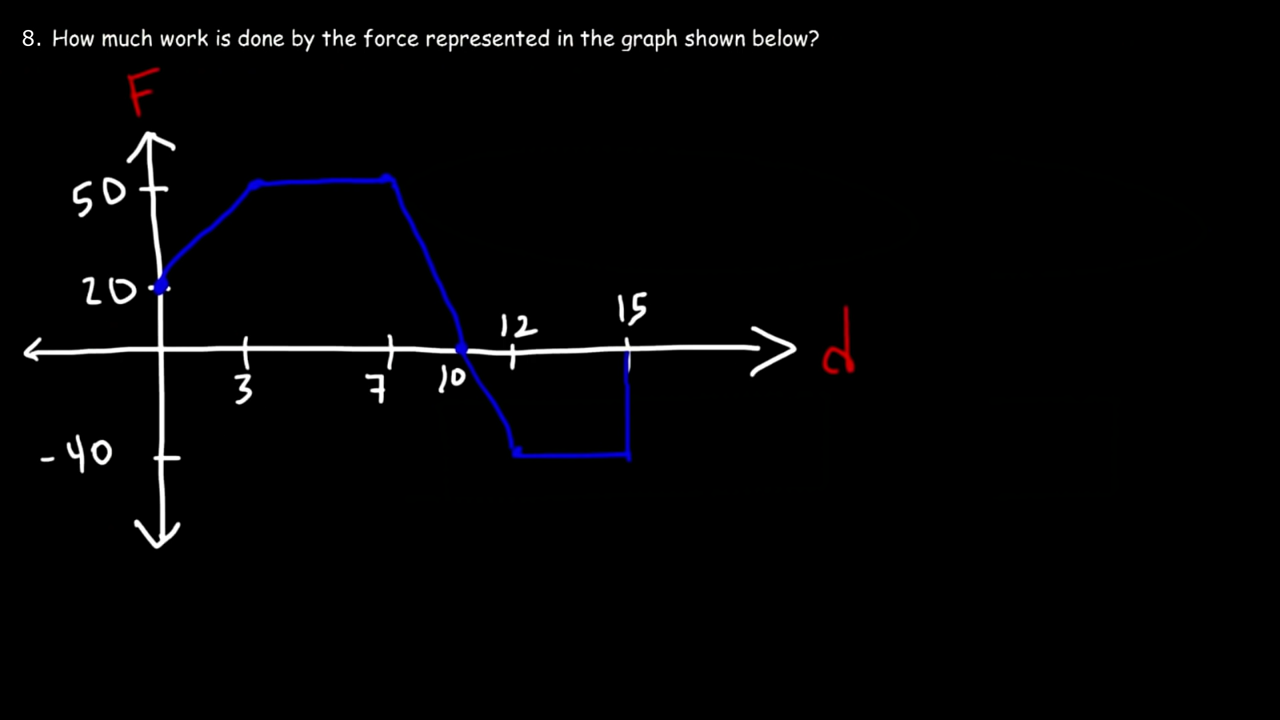 8. How much work is done by the force represented in the graph shown below?
F
50
20
12
15
3
7
10
d
-40